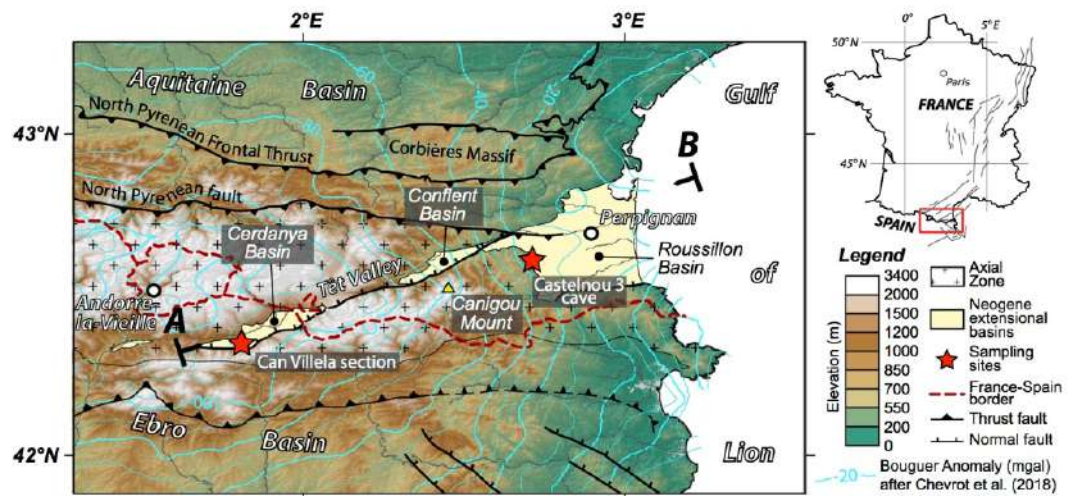 2°E
3°E
0°
5°E
50°N
Paris
FRANCE
45°N
SPAIN
Aquitaine
Basin
Gulf
-60
-40
-20
43°N
North Pyrenean Frontal Thrust
Corbières Massif
B
North Pyrenean fault
Conflent
Basin
Perpignan
Cerdanya
Basin
Roussillon
Basin
Têt Valley
of
Castelnou 3
cave
Andorre-
la-Vieille
Canigou
Mount
A
Can Villela section
-100
Ebro
Basin
42°N
Lion
Legend
Elevation (m)
3400
2000
1500
1200
1000
850
700
550
200
0
Axial
Zone
Neogene
extensional
basins
Sampling
sites
France-Spain
border
Thrust fault
Normal fault
-20
Bouguer Anomaly (mgal)
after Chevrot et al. (2018)